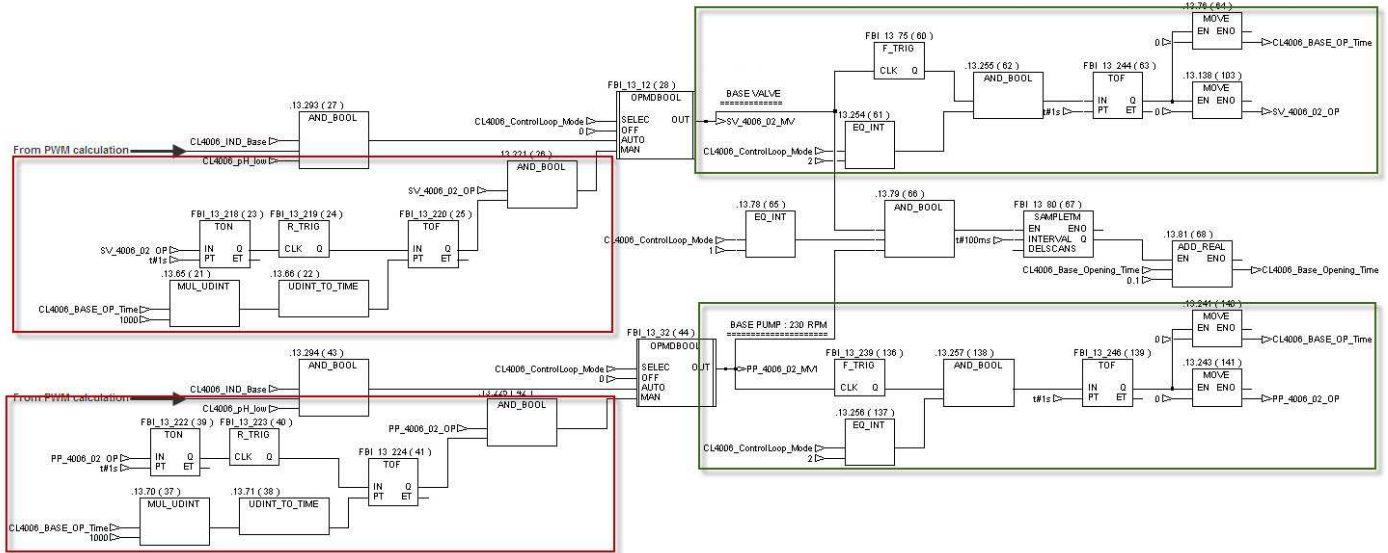 .13.76 ( 64 )
MOVE
EN ENO
0
CL4006_BASE_OP_Time
FBI_13_75 ( 60 )
F_TRIG
CLK Q
.13.255 ( 62 )
AND_BOOL
FBI_13_244 ( 63 )
TOF
IN Q
PT ET
t#1s
.13.138 ( 103 )
MOVE
EN ENO
0
SV_4006_02_OP
FBI_13_12 ( 28 )
OPMDBOOL
SELEC OUT
OFF
AUTO
MAN
CL4006_ControlLoop_Mode
0
BASE VALVE
============
SV_4006_02_MV
.13.254 ( 61 )
EQ_INT
CL4006_ControlLoop_Mode
2
.13.293 ( 27 )
AND_BOOL
CL4006_IND_Base
From PWM calculation
CL4006_pH_low
.13.221 ( 26 )
AND_BOOL
SV_4006_02_OP
FBI_13_218 ( 23 )
TON
IN Q
PT ET
SV_4006_02_OP
t#1s
FBI_13_219 ( 24 )
R_TRIG
CLK Q
FBI_13_220 ( 25 )
TOF
IN Q
PT ET
.13.65 ( 21 )
MUL_UDINT
CL4006_BASE_OP_Time
1000
.13.66 ( 22 )
UDINT_TO_TIME
.13.78 ( 65 )
EQ_INT
CL4006_ControlLoop_Mode
1
.13.79 ( 66 )
AND_BOOL
FBI_13_80 ( 67 )
SAMPLETM
EN ENO
INTERVAL Q
DELSCANS
t#100ms
.13.81 ( 68 )
ADD_REAL
EN ENO
CL4006_Base_Opening_Time
0.1
CL4006_Base_Opening_Time
FBI_13_32 ( 44 )
OPMDBOOL
SELEC OUT
OFF
AUTO
MAN
CL4006_ControlLoop_Mode
0
BASE PUMP : 230 RPM
======================
PP_4006_02_MV1
FBI_13_239 ( 136 )
F_TRIG
CLK Q
.13.257 ( 138 )
AND_BOOL
FBI_13_246 ( 139 )
TOF
IN Q
PT ET
t#1s
.13.241 ( 140 )
MOVE
EN ENO
0
CL4006_BASE_OP_Time
.13.243 ( 141 )
MOVE
EN ENO
0
PP_4006_02_OP
.13.256 ( 137 )
EQ_INT
CL4006_ControlLoop_Mode
2
.13.294 ( 43 )
AND_BOOL
CL4006_IND_Base
From PWM calculation
CL4006_pH_low
.13.225 ( 42 )
AND_BOOL
PP_4006_02_OP
FBI_13_222 ( 39 )
TON
IN Q
PT ET
PP_4006_02_OP
t#1s
FBI_13_223 ( 40 )
R_TRIG
CLK Q
FBI_13_224 ( 41 )
TOF
IN Q
PT ET
.13.70 ( 37 )
MUL_UDINT
CL4006_BASE_OP_Time
1000
.13.71 ( 38 )
UDINT_TO_TIME